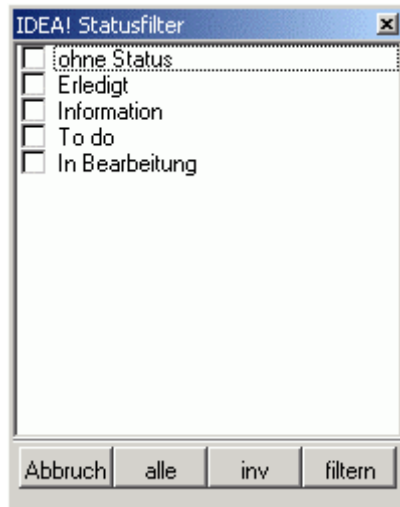 IDEA! Statusfilter
ohne Status
Erledigt
Information
To do
In Bearbeitung
Abbruch alle inv filtern